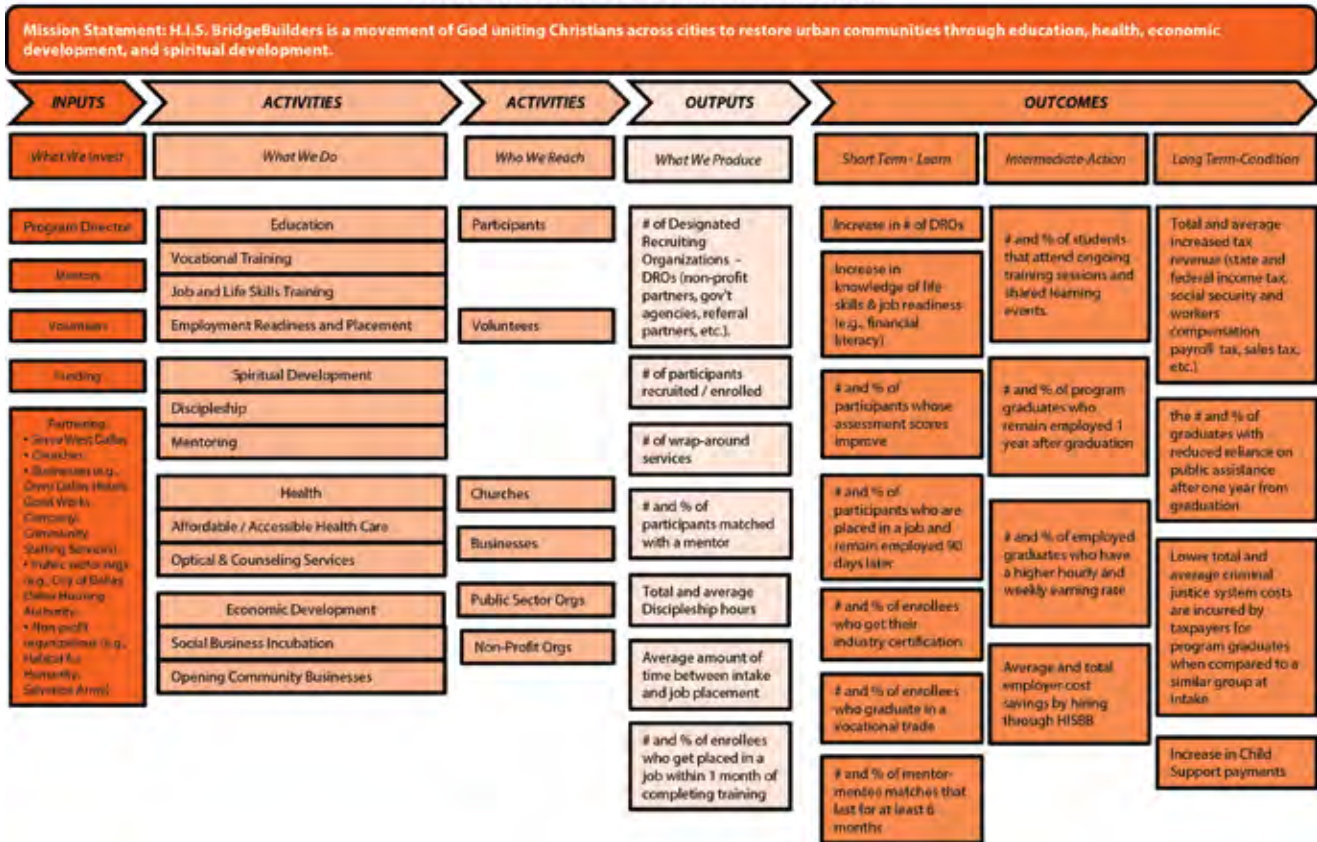 Mission Statement: H.I.S. BridgeBuilders is a movement of God uniting Christians across cities to restore urban communities through education, health, economic
development, and spiritual development.
INPUTS
ACTIVITIES
ACTIVITIES
OUTPUTS
OUTCOMES
What We Invest
What We Do
Who We Reach
What We Produce
Short Term - Learn
Intermediate-Action
Long Term-Condition
Program Director
Mentors
Volunteers
Funding
Partnering
• Serve West Dallas
• Churches
• Businesses (e.g.,
Omni Dallas Hotel,
Good Works
Company,
Community
Staffing Services)
• Public sector orgs
(e.g., City of Dallas
Dallas Housing
Authority
• Non-profit
organizations (e.g.,
Habitat for
Humanity,
Salvation Army)
Education
Vocational Training
Job and Life Skills Training
Employment Readiness and Placement
Spiritual Development
Discipleship
Mentoring
Health
Affordable / Accessible Health Care
Optical & Counseling Services
Economic Development
Social Business Incubation
Opening Community Businesses
Participants
Volunteers
Churches
Businesses
Public Sector Orgs
Non-Profit Orgs
# of Designated
Recruiting
Organizations –
DROs (non-profit
partners, gov't
agencies, referral
partners, etc.).
# of participants
recruited / enrolled
# of wrap-around
services
# and % of
participants matched
with a mentor
Total and average
Discipleship hours
Average amount of
time between intake
and job placement
# and % of enrollees
who get placed in a
job within 1 month of
completing training
Increase in # of DROs
Increase in
knowledge of life
skills & job readiness
(e.g., financial
literacy)
# and % of
participants whose
assessment scores
improve
# and % of
participants who are
placed in a job and
remain employed 90
days later
# and % of enrollees
who get their
industry certification
# and % of enrollees
who graduate in a
vocational trade
# and % of mentor-
mentee matches that
last for at least 6
months
# and % of students
that attend ongoing
training sessions and
shared learning
events.
# and % of program
graduates who
remain employed 1
year after graduation
# and % of employed
graduates who have
a higher hourly and
weekly earning rate
Average and total
employer cost
savings by hiring
through HISBB
Total and average
increased tax
revenue (state and
federal income tax,
social security and
workers
compensation
payroll tax, sales tax,
etc.)
the # and % of
graduates with
reduced reliance on
public assistance
after one year from
graduation
Lower total and
average criminal
justice system costs
are incurred by
taxpayers for
program graduates
when compared to a
similar group at
intake
Increase in Child
Support payments